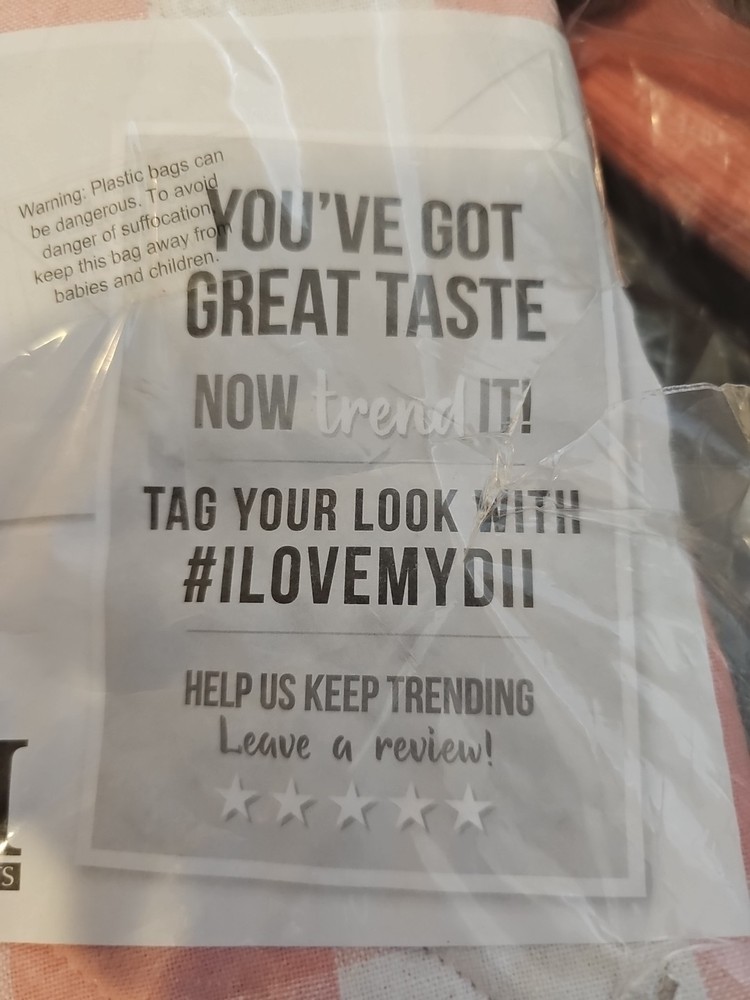 Warning: Plastic bags can
be dangerous. To avoid
danger of suffocation,
keep this bag away from
babies and children.
YOU'VE GOT
GREAT TASTE
NOW trend IT!
TAG YOUR LOOK WITH
#ILOVEMYDII
HELP US KEEP TRENDING
Leave a review!
I
S